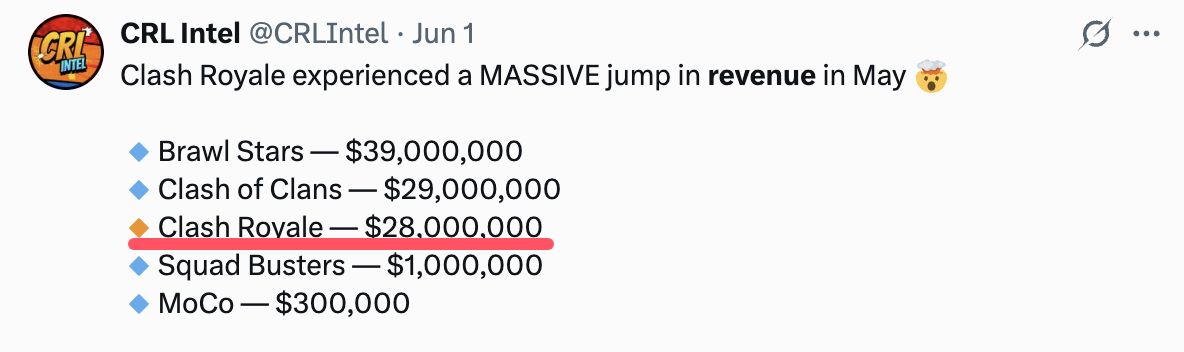 CRL Intel @CRLIntel · Jun 1
Clash Royale experienced a MASSIVE jump in revenue in May 🤯
🔹 Brawl Stars — $39,000,000
🔹 Clash of Clans — $29,000,000
🔸 Clash Royale — $28,000,000
🔹 Squad Busters — $1,000,000
🔹 MoCo — $300,000
CRL
INTEL